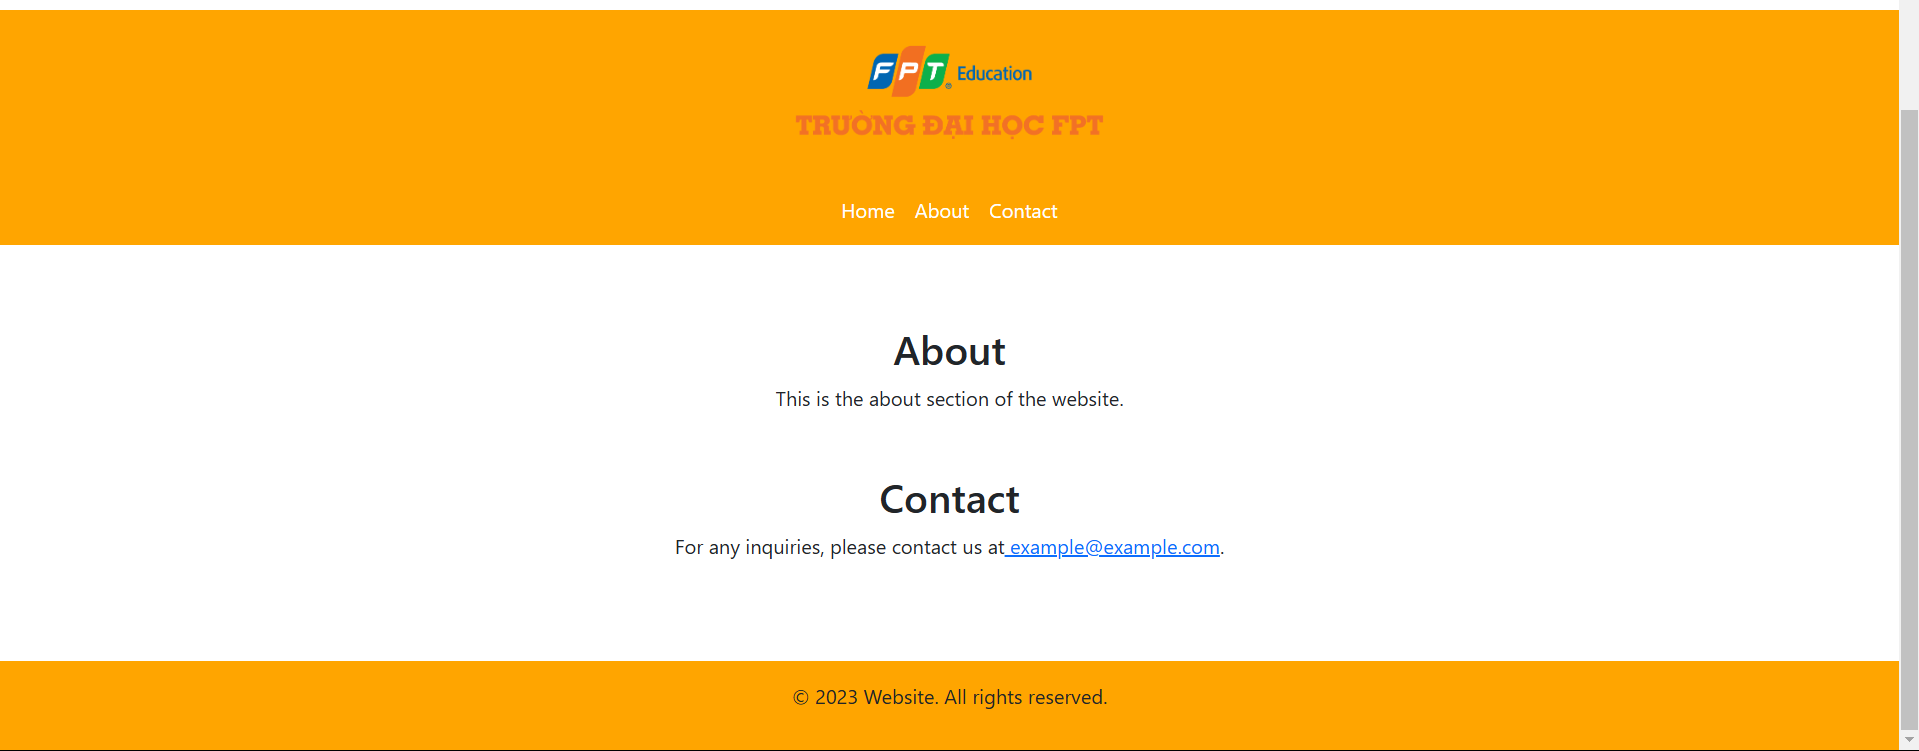 FPT® Education
TRƯỜNG ĐẠI HỌC FPT
Home About Contact
About
This is the about section of the website.
Contact
For any inquiries, please contact us at example@example.com.
© 2023 Website. All rights reserved.